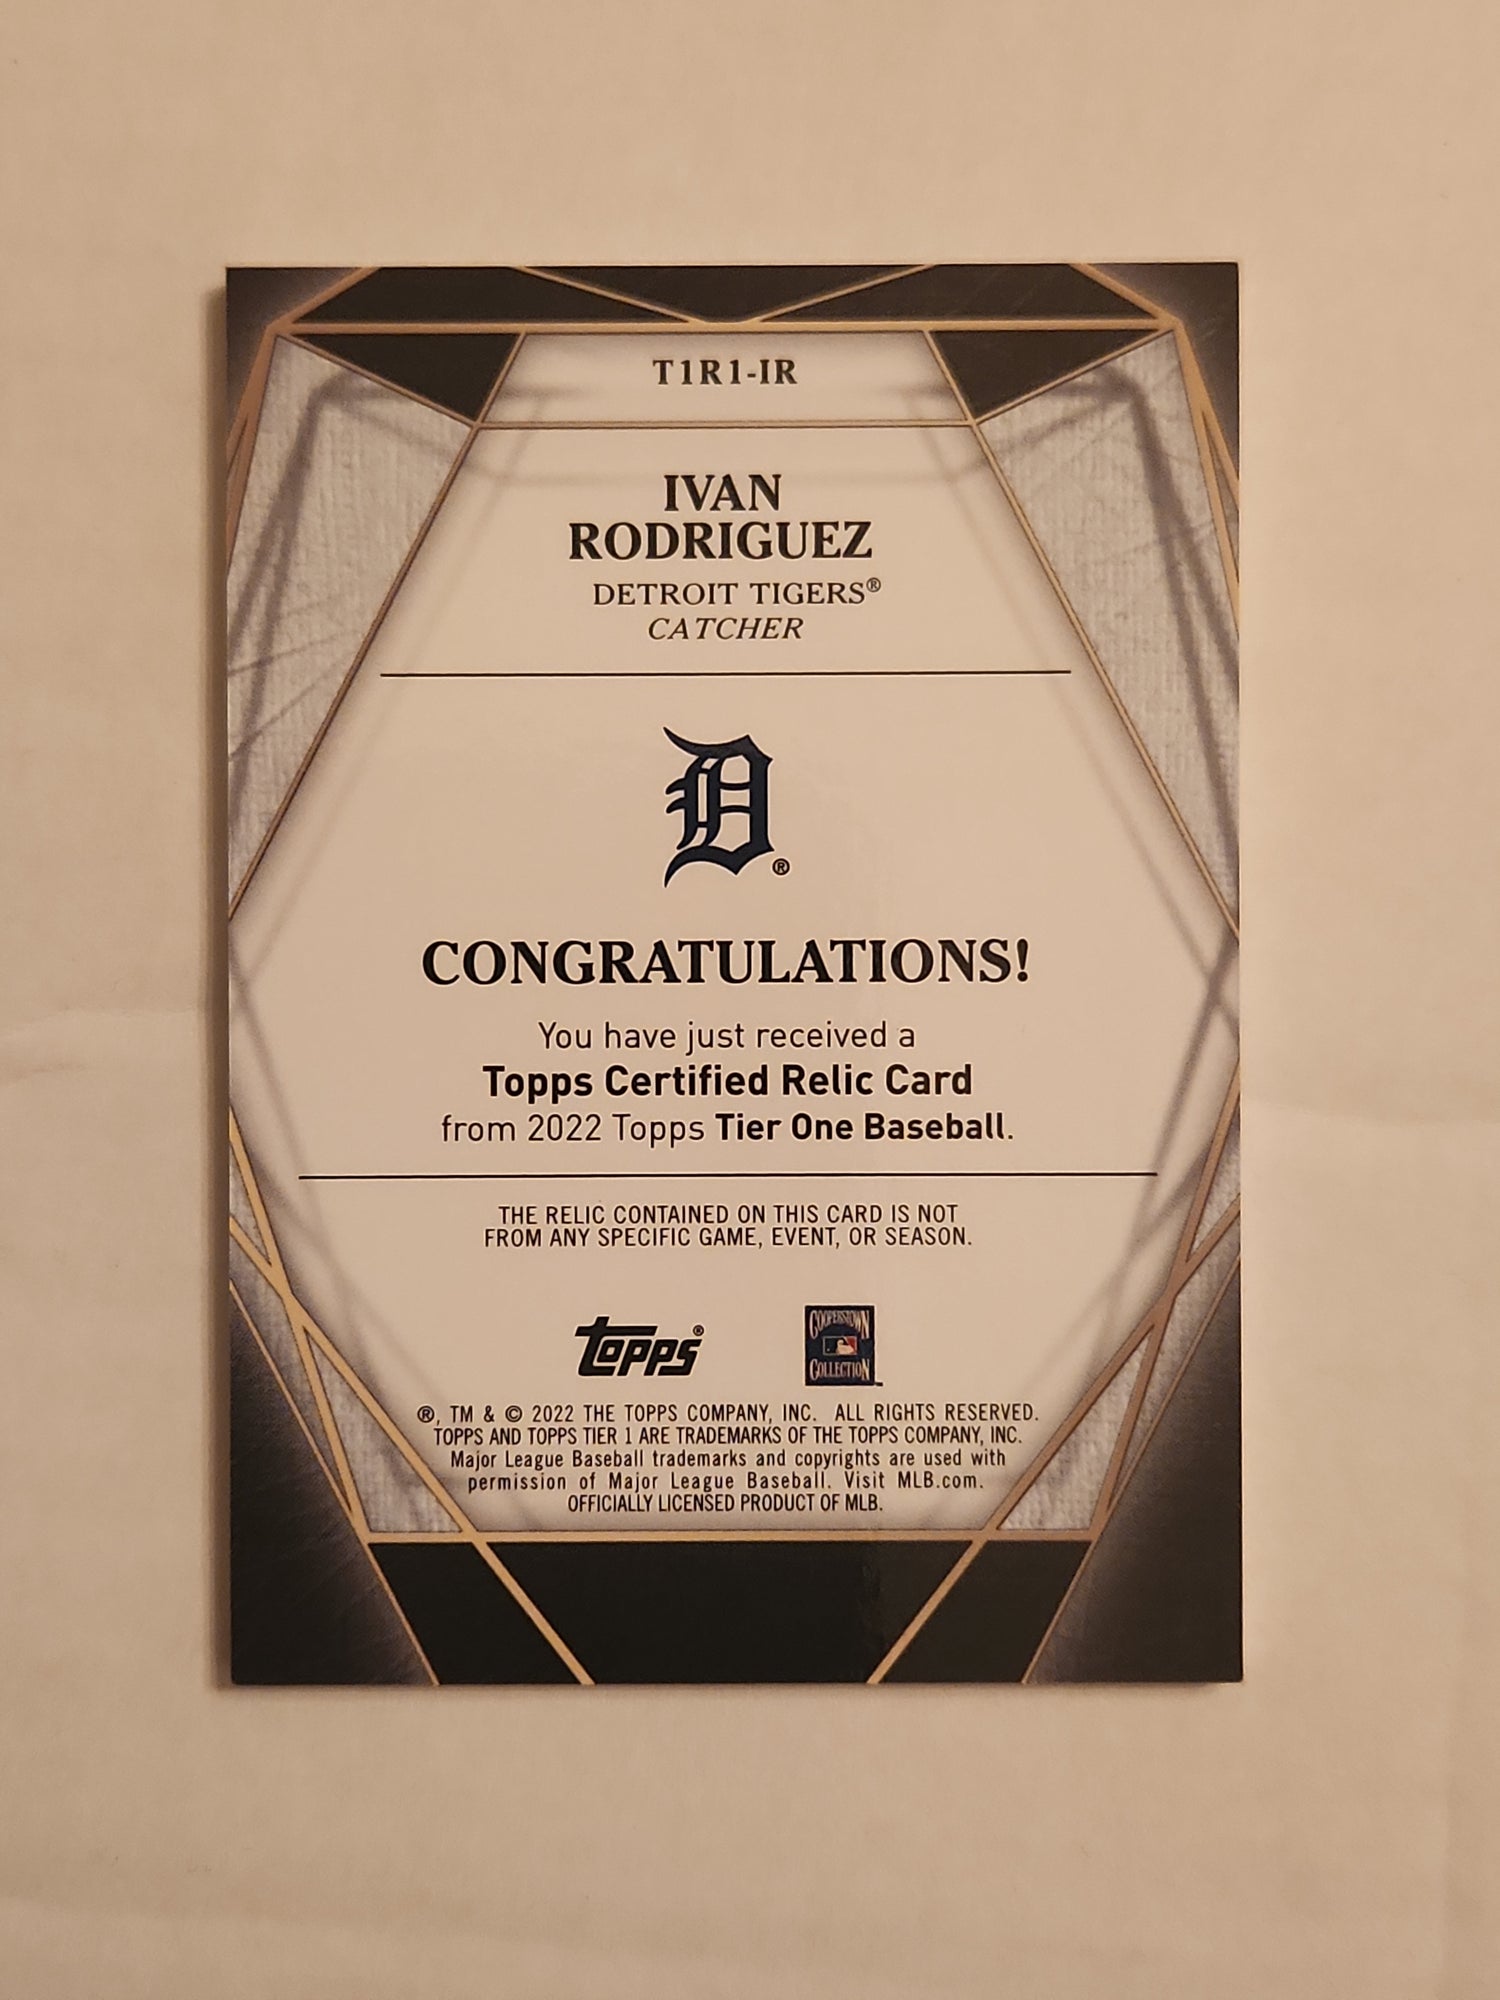 T1R1-IR
IVAN
RODRIGUEZ
DETROIT TIGERS®
CATCHER
D®
CONGRATULATIONS!
You have just received a
Topps Certified Relic Card
from 2022 Topps Tier One Baseball.
THE RELIC CONTAINED ON THIS CARD IS NOT
FROM ANY SPECIFIC GAME, EVENT, OR SEASON.
topps®
COOPERSTOWN
COLLECTION™
®, TM & © 2022 THE TOPPS COMPANY, INC. ALL RIGHTS RESERVED.
TOPPS AND TOPPS TIER 1 ARE TRADEMARKS OF THE TOPPS COMPANY, INC.
Major League Baseball trademarks and copyrights are used with
permission of Major League Baseball. Visit MLB.com.
OFFICIALLY LICENSED PRODUCT OF MLB.